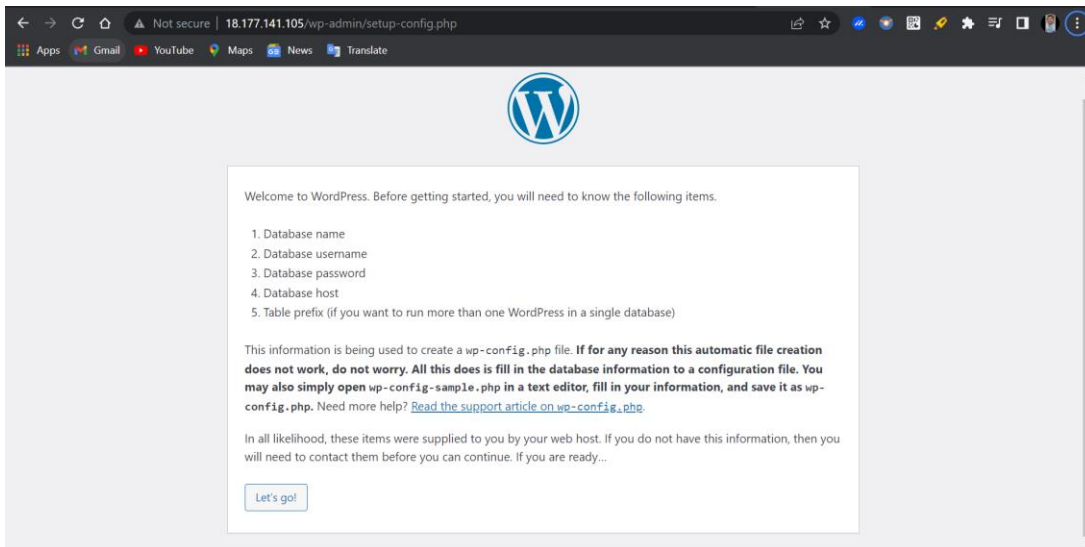 Not secure | 18.177.141.105/wp-admin/setup-config.php
Apps Gmail YouTube Maps News Translate
Welcome to WordPress. Before getting started, you will need to know the following items.
1. Database name
2. Database username
3. Database password
4. Database host
5. Table prefix (if you want to run more than one WordPress in a single database)
This information is being used to create a wp-config.php file. If for any reason this automatic file creation
does not work, do not worry. All this does is fill in the database information to a configuration file. You
may also simply open wp-config-sample.php in a text editor, fill in your information, and save it as wp-
config.php. Need more help? Read the support article on wp-config.php.
In all likelihood, these items were supplied to you by your web host. If you do not have this information, then you
will need to contact them before you can continue. If you are ready...
Let's go!